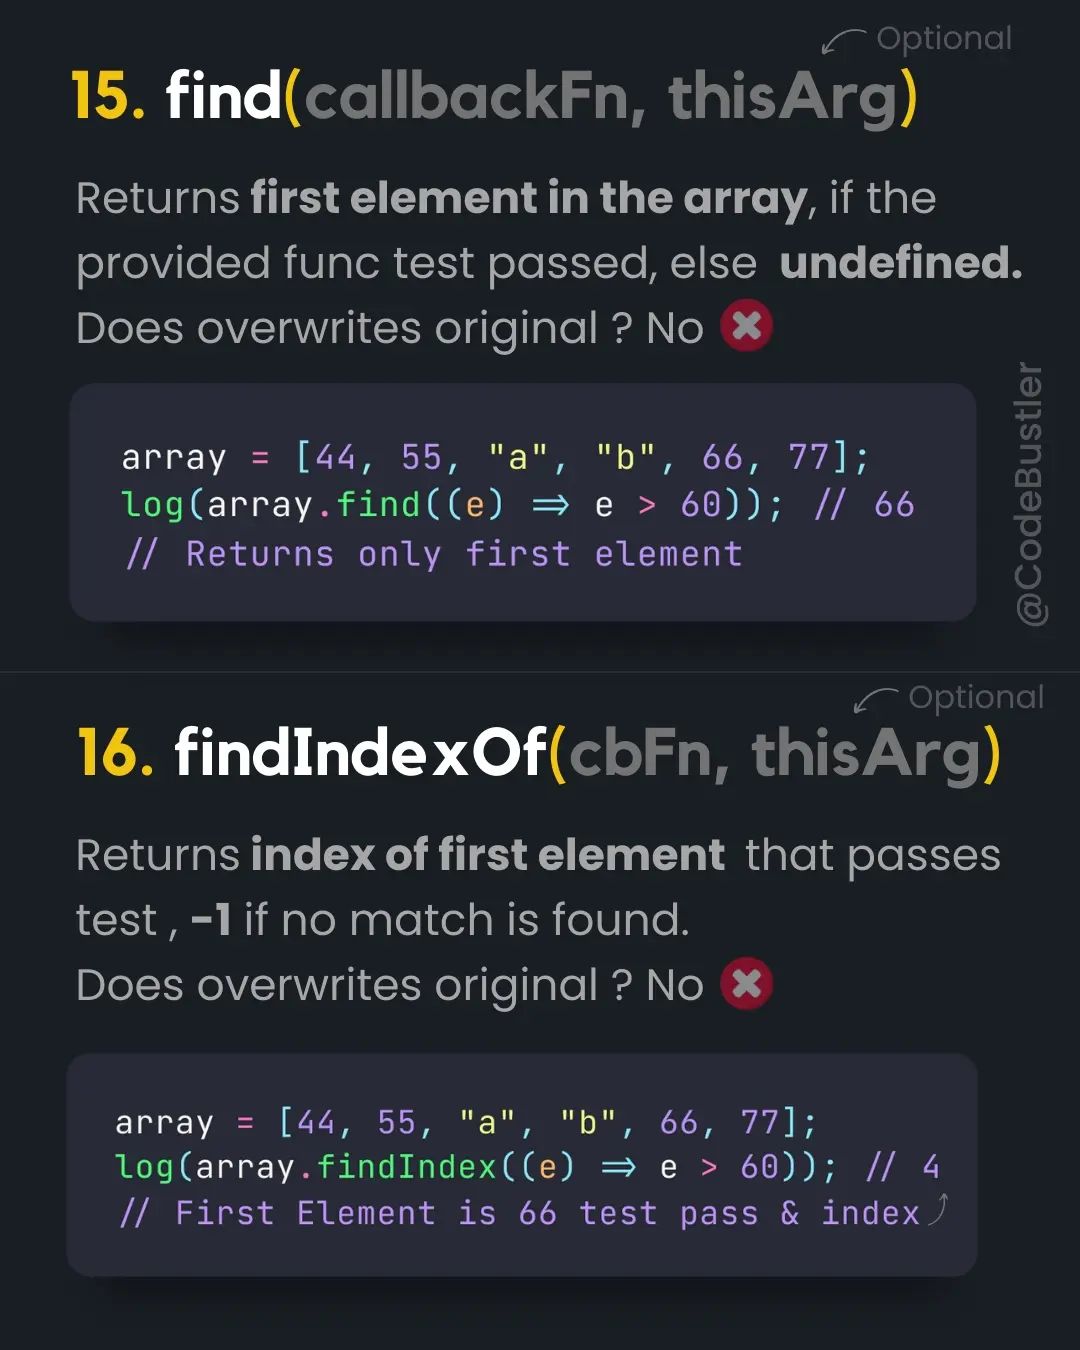 Optional
15. find(callbackFn, thisArg)
Returns first element in the array, if the
provided func test passed, else undefined.
Does overwrites original ? No
array = [44, 55, "a", "b", 66, 77];
log(array.find((e) => e > 60)); // 66
// Returns only first element
@CodeBustler
Optional
16. findIndexOf(cbFn, thisArg)
Returns index of first element that passes
test , -1 if no match is found.
Does overwrites original ? No
array = [44, 55, "a", "b", 66, 77];
log(array.findIndex((e) => e > 60)); // 4
// First Element is 66 test pass & index